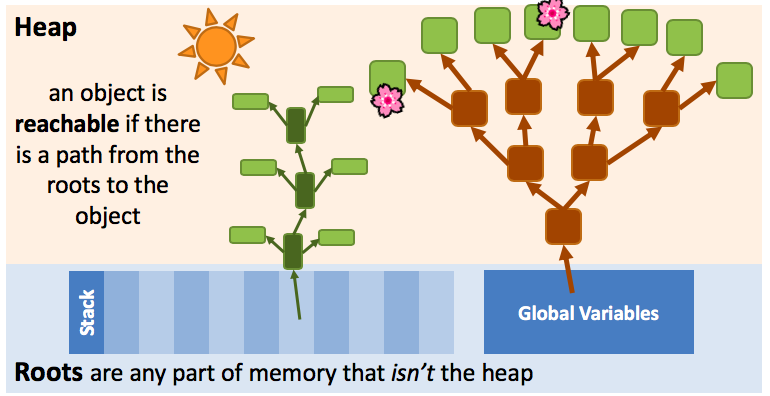 Heap
an object is
reachable if there
is a path from the
roots to the
object
Stack
Global Variables
Roots are any part of memory that isn't the heap